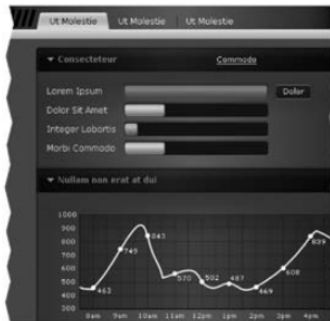 Ut Molestie Ut Molestie Ut Molestie
Consecteteur Commodo
Lorem Ipsum Dolor
Dolor Sit Amet
Integer Lobortis
Morbi Commodo
Nullam non erat at dui
1000
900
800
700
600
500
400
300
463 749 843 570 502 487 469 608 839
8am 9am 10am 11am 12pm 1pm 2pm 3pm 4pm